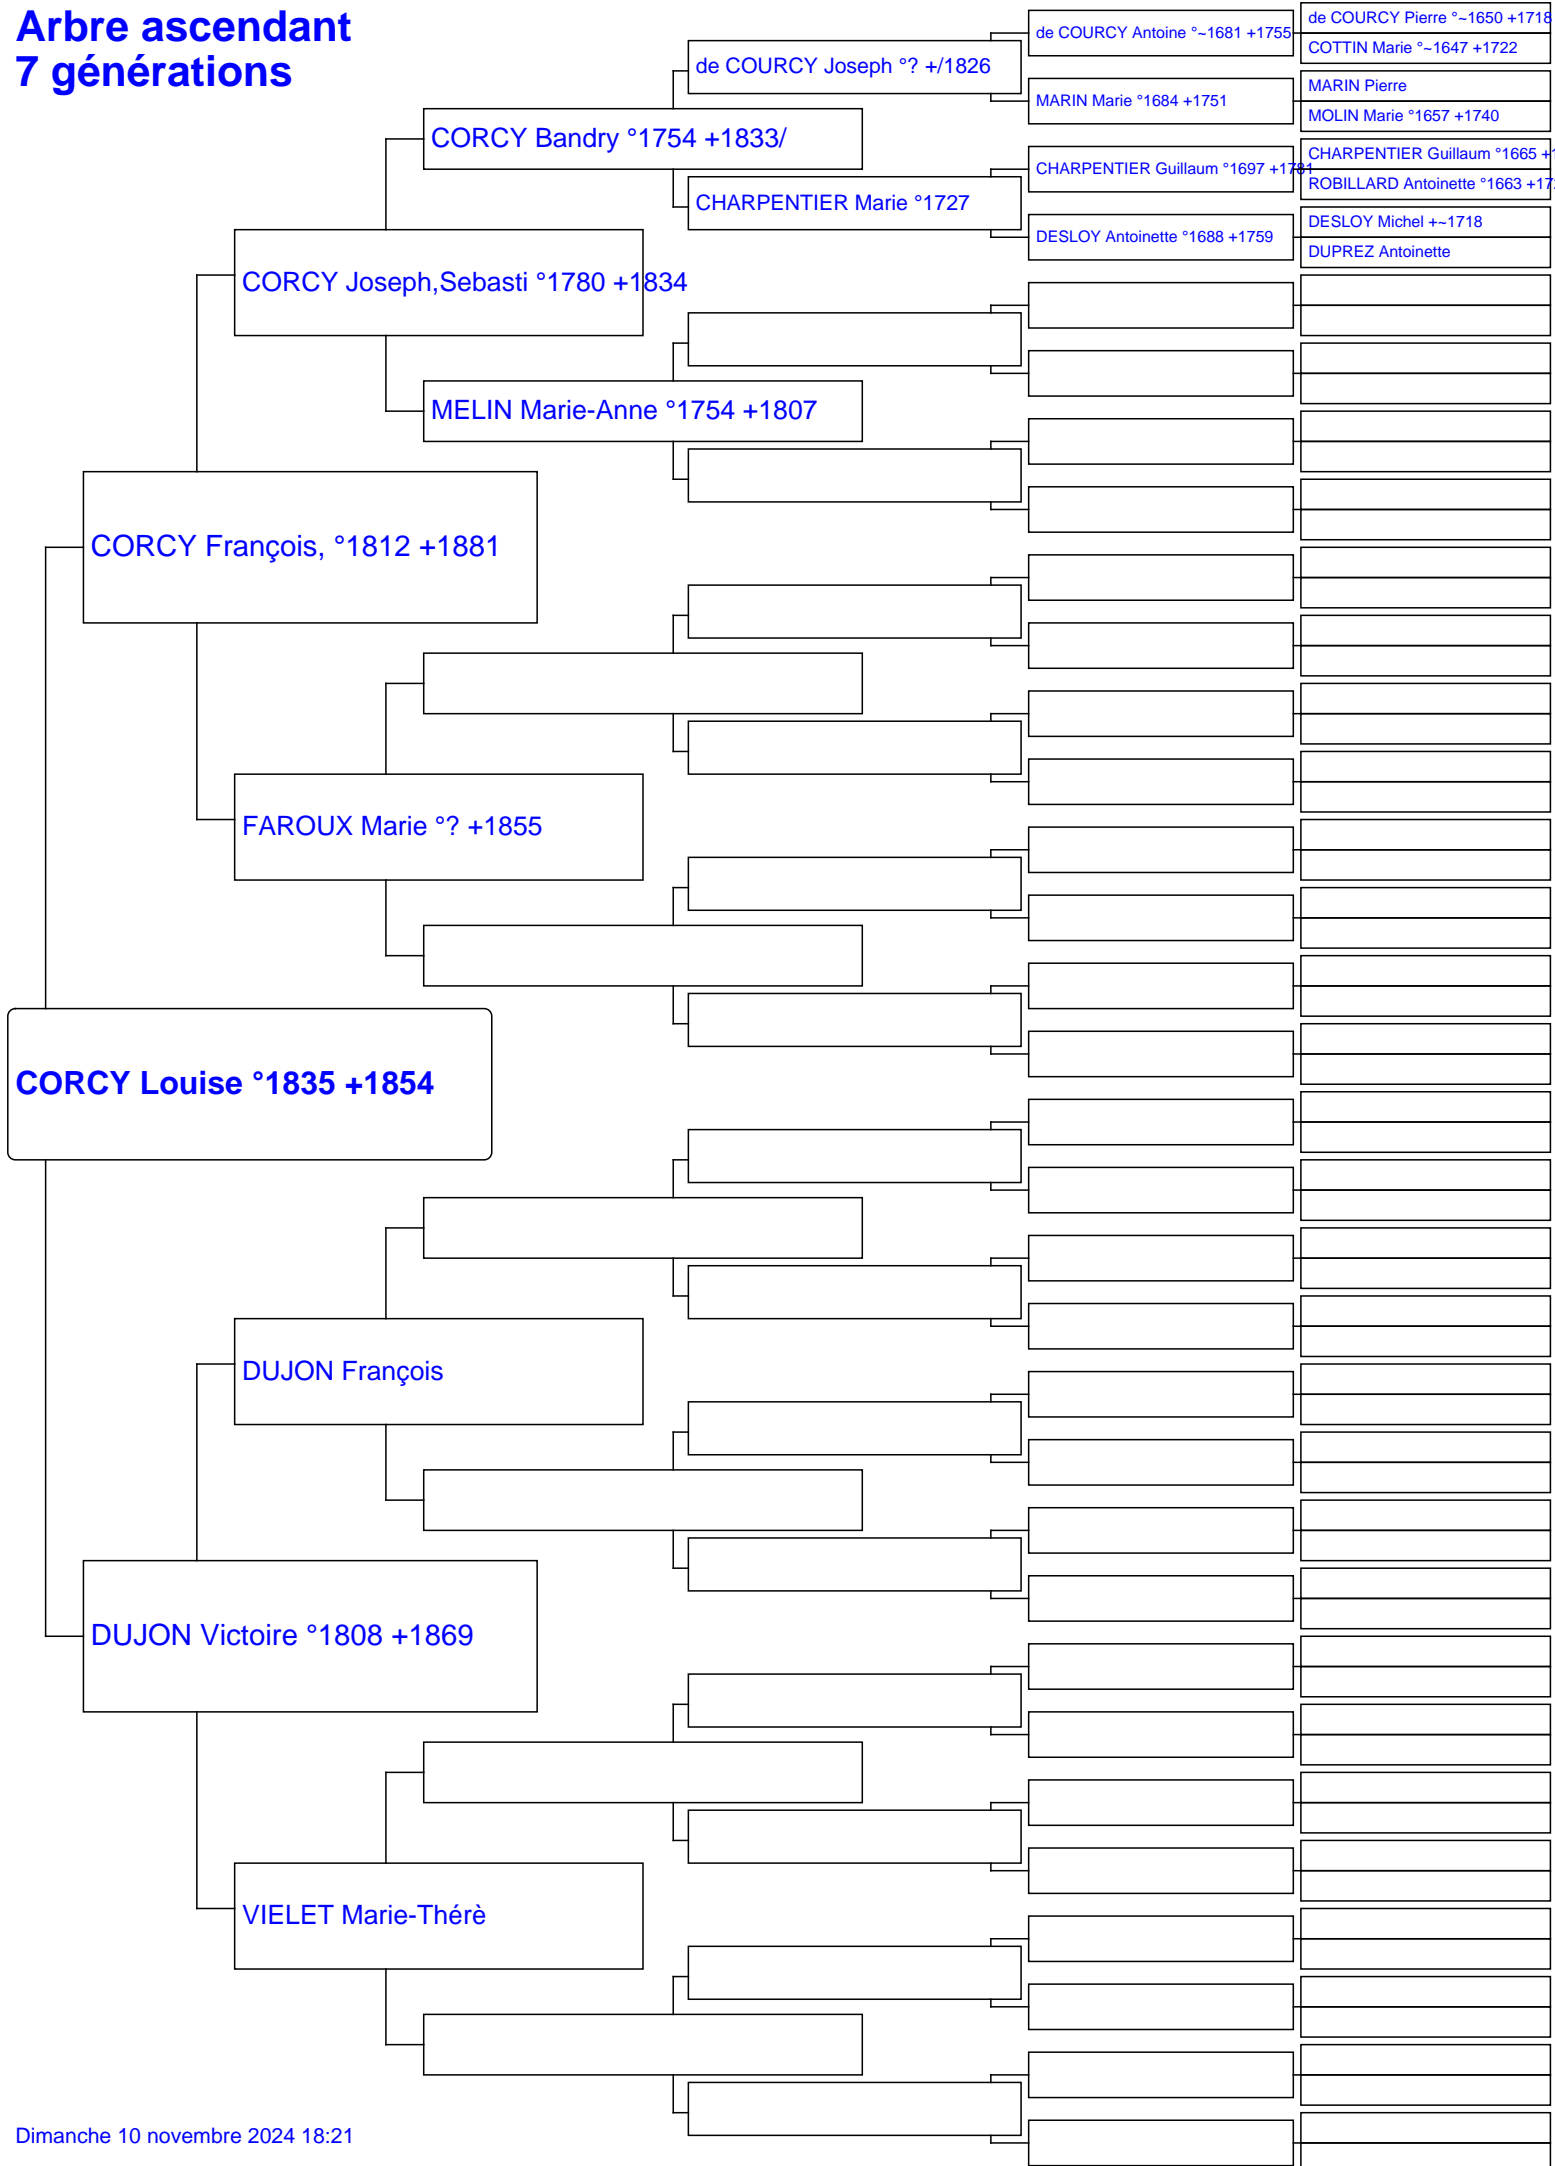 Arbre ascendant
7 générations
de COURCY Pierre °~1650 +1718
de COURCY Antoine °~1681 +1755
COTTIN Marie °~1647 +1722
de COURCY Joseph °? +/1826
MARIN Pierre
MARIN Marie °1684 +1751
MOLIN Marie °1657 +1740
CORCY Bandry °1754 +1833/
CHARPENTIER Guillaum °1665 +1
CHARPENTIER Guillaum °1697 +1781
ROBILLARD Antoinette °1663 +17
CHARPENTIER Marie °1727
DESLOY Michel +~1718
DESLOY Antoinette °1688 +1759
DUPREZ Antoinette
CORCY Joseph,Sebasti °1780 +1834
MELIN Marie-Anne °1754 +1807
CORCY François, °1812 +1881
FAROUX Marie °? +1855
CORCY Louise °1835 +1854
DUJON François
DUJON Victoire °1808 +1869
VIELET Marie-Thérè
Dimanche 10 novembre 2024 18:21